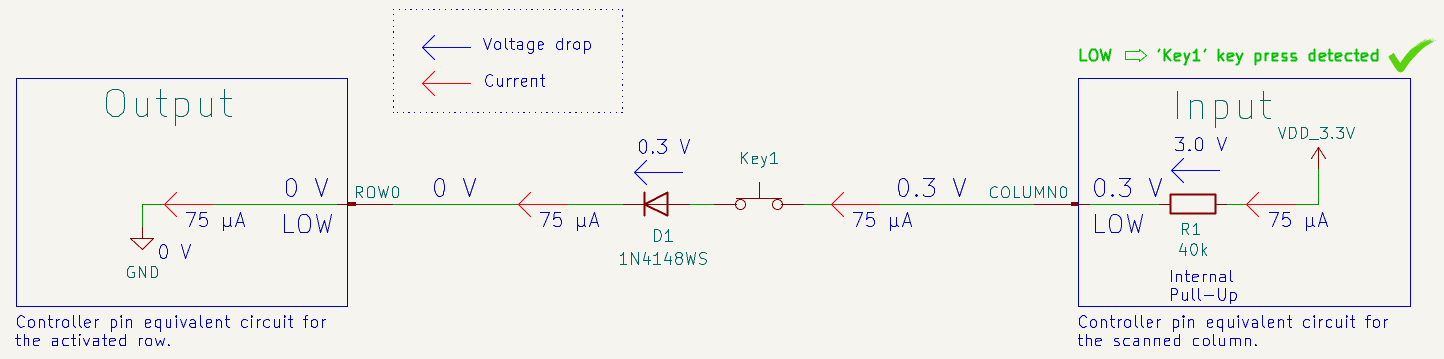 Voltage drop
Current
LOW ⇨ 'Key1' key press detected
Output
Input
VDD_3.3V
3.0 V
0.3 V
Key1
0 V
ROW0
0 V
0.3 V
COLUMN0
0.3 V
75 µA
LOW
75 µA
75 µA
LOW
75 µA
D1
1N4148WS
R1
40k
0 V
GND
Internal
Pull-Up
Controller pin equivalent circuit for
the activated row.
Controller pin equivalent circuit for
the scanned column.